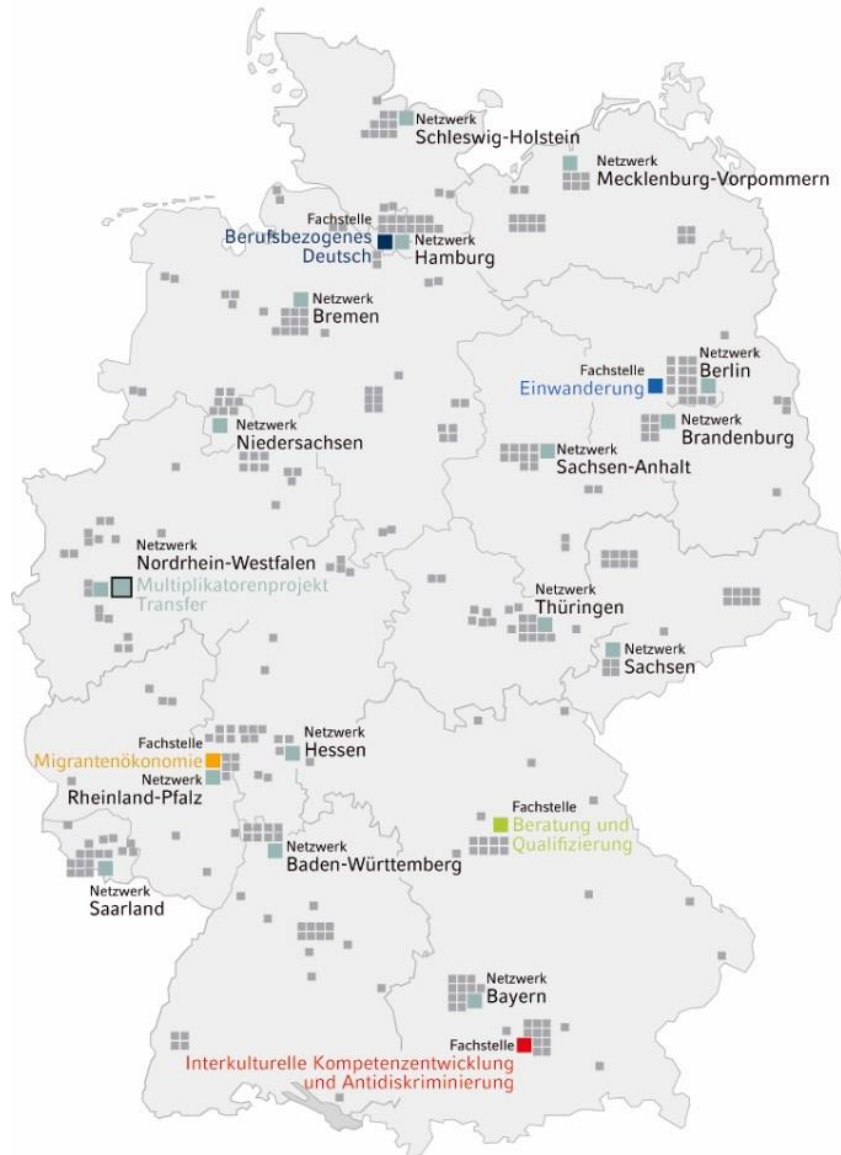 Netzwerk
Schleswig-Holstein
Netzwerk
Mecklenburg-Vorpommern
Fachstelle
Berufsbezogenes
Deutsch
Netzwerk
Hamburg
Netzwerk
Bremen
Netzwerk
Berlin
Fachstelle
Einwanderung
Netzwerk
Niedersachsen
Netzwerk
Brandenburg
Netzwerk
Sachsen-Anhalt
Netzwerk
Nordrhein-Westfalen
Multiplikatorenprojekt
Transfer
Netzwerk
Thüringen
Netzwerk
Sachsen
Netzwerk
Hessen
Fachstelle
Migrantenökonomie
Netzwerk
Rheinland-Pfalz
Fachstelle
Beratung und
Qualifizierung
Netzwerk
Baden-Württemberg
Netzwerk
Saarland
Netzwerk
Bayern
Fachstelle
Interkulturelle Kompetenzentwicklung
und Antidiskriminierung